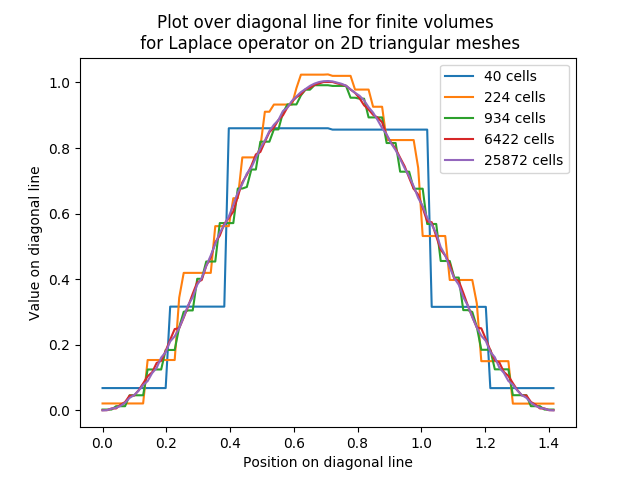 Plot over diagonal line for finite volumes
for Laplace operator on 2D triangular meshes
40 cells
224 cells
934 cells
6422 cells
25872 cells
Value on diagonal line
1.0
0.8
0.6
0.4
0.2
0.0
0.0 0.2 0.4 0.6 0.8 1.0 1.2 1.4
Position on diagonal line